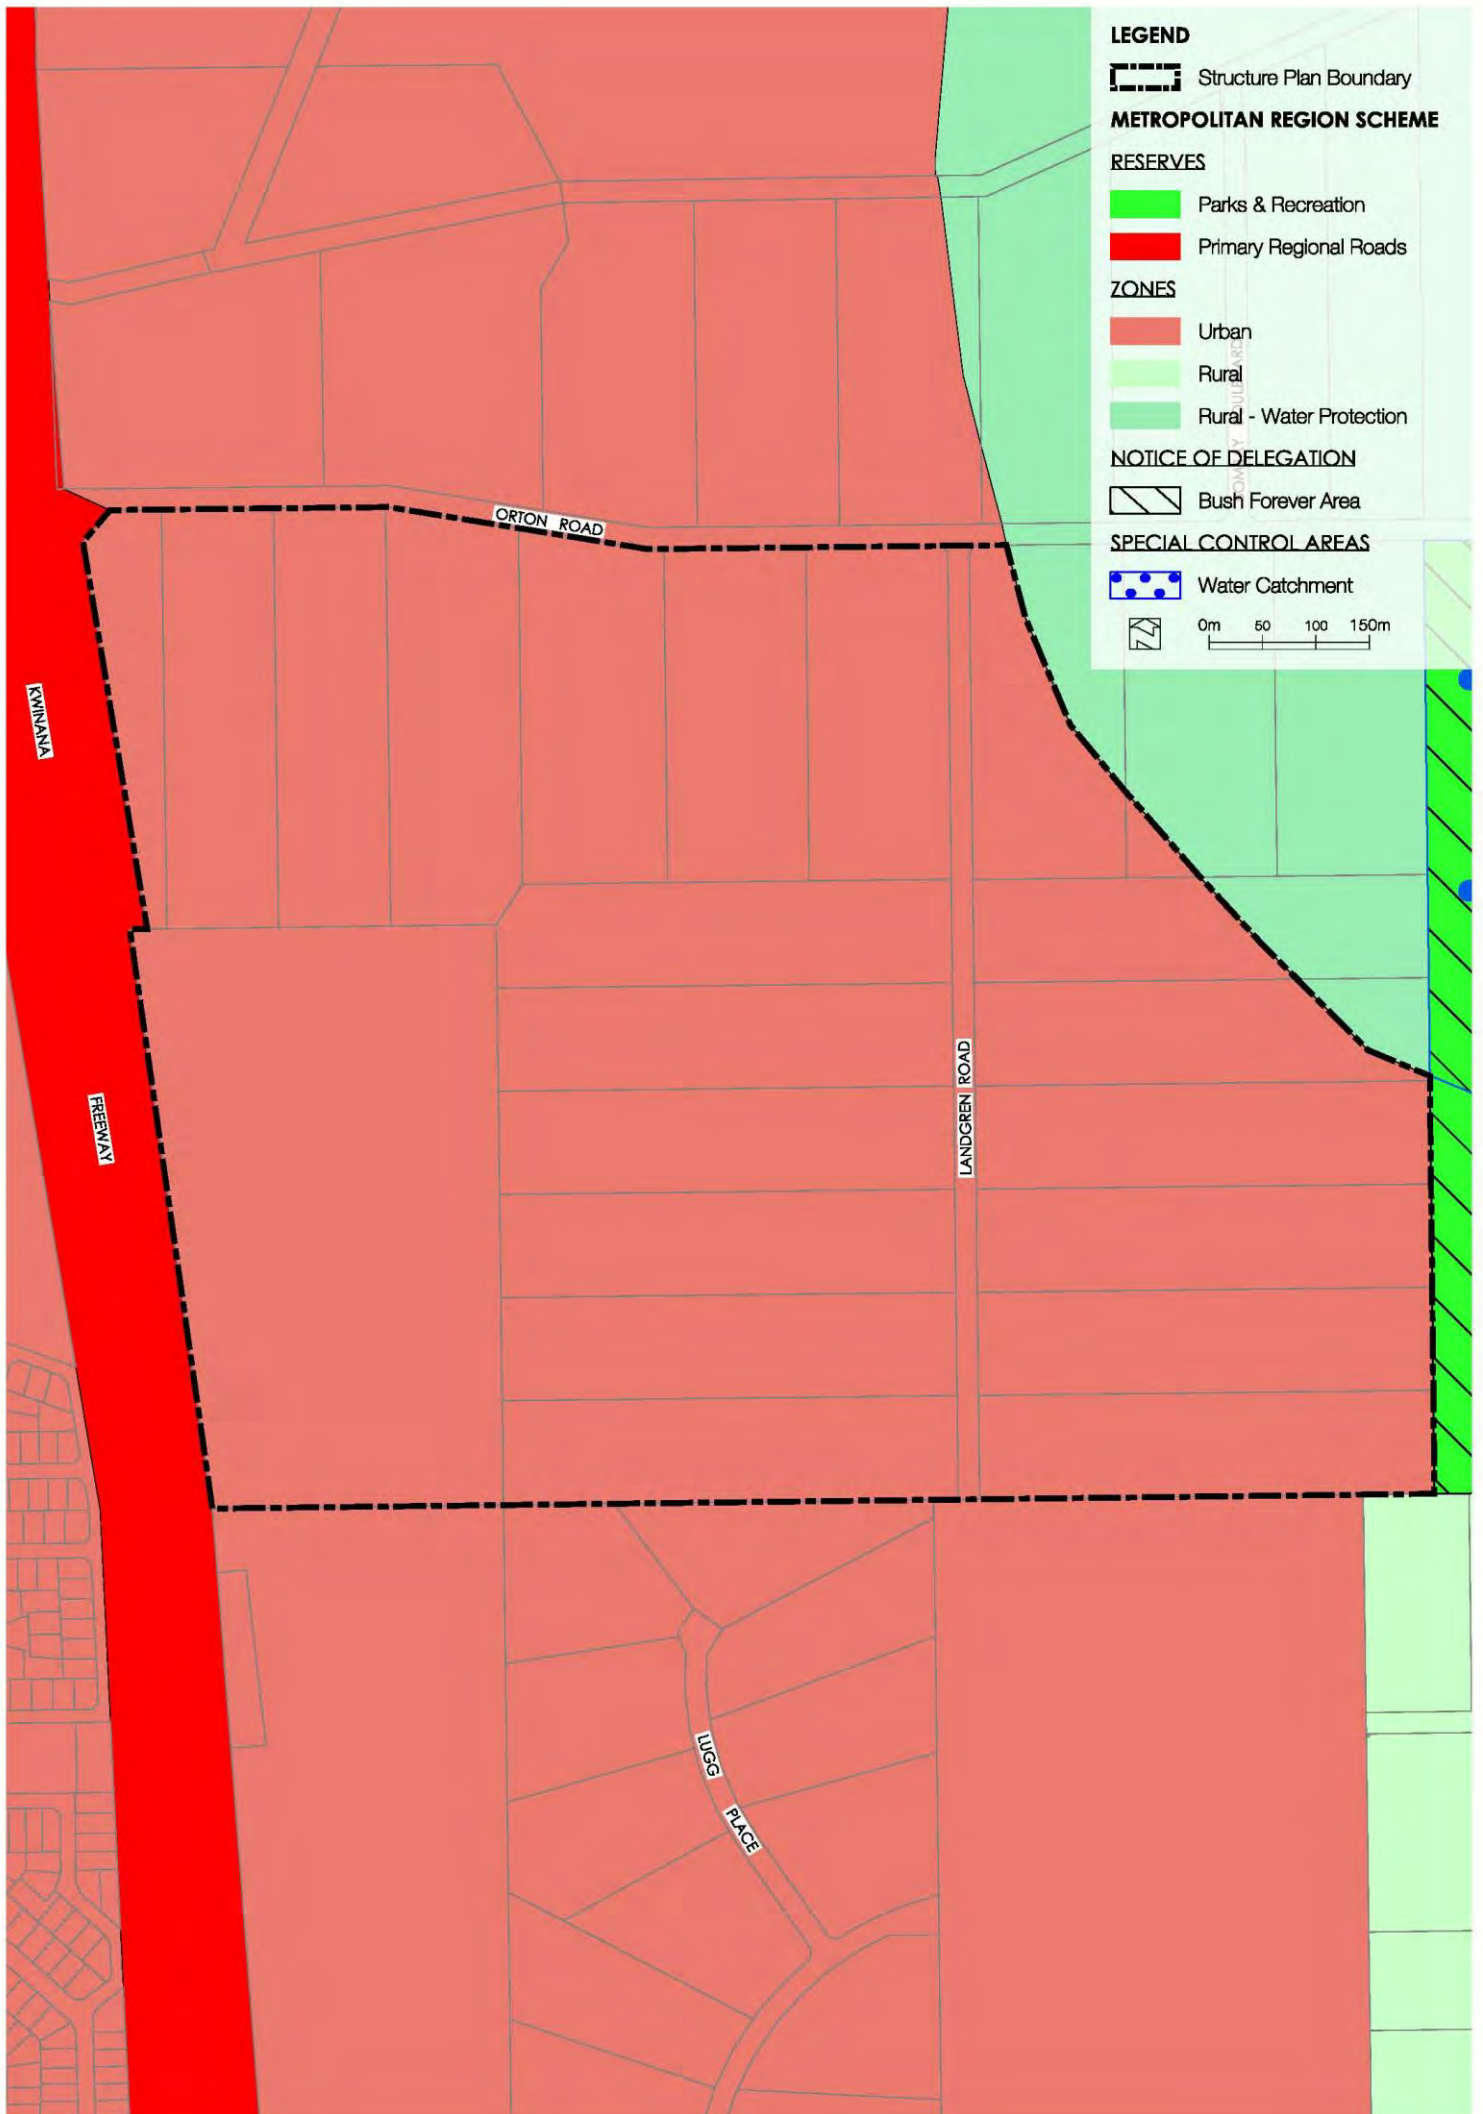 LEGEND
Structure Plan Boundary
METROPOLITAN REGION SCHEME
RESERVES
Parks & Recreation
Primary Regional Roads
ZONES
Urban
Rural
Rural - Water Protection
NOTICE OF DELEGATION
Bush Forever Area
SPECIAL CONTROL AREAS
Water Catchment
0m 50 100 150m
ORTON ROAD
KWINANA
FREEWAY
LANDGREN ROAD
LUGG
PLACE